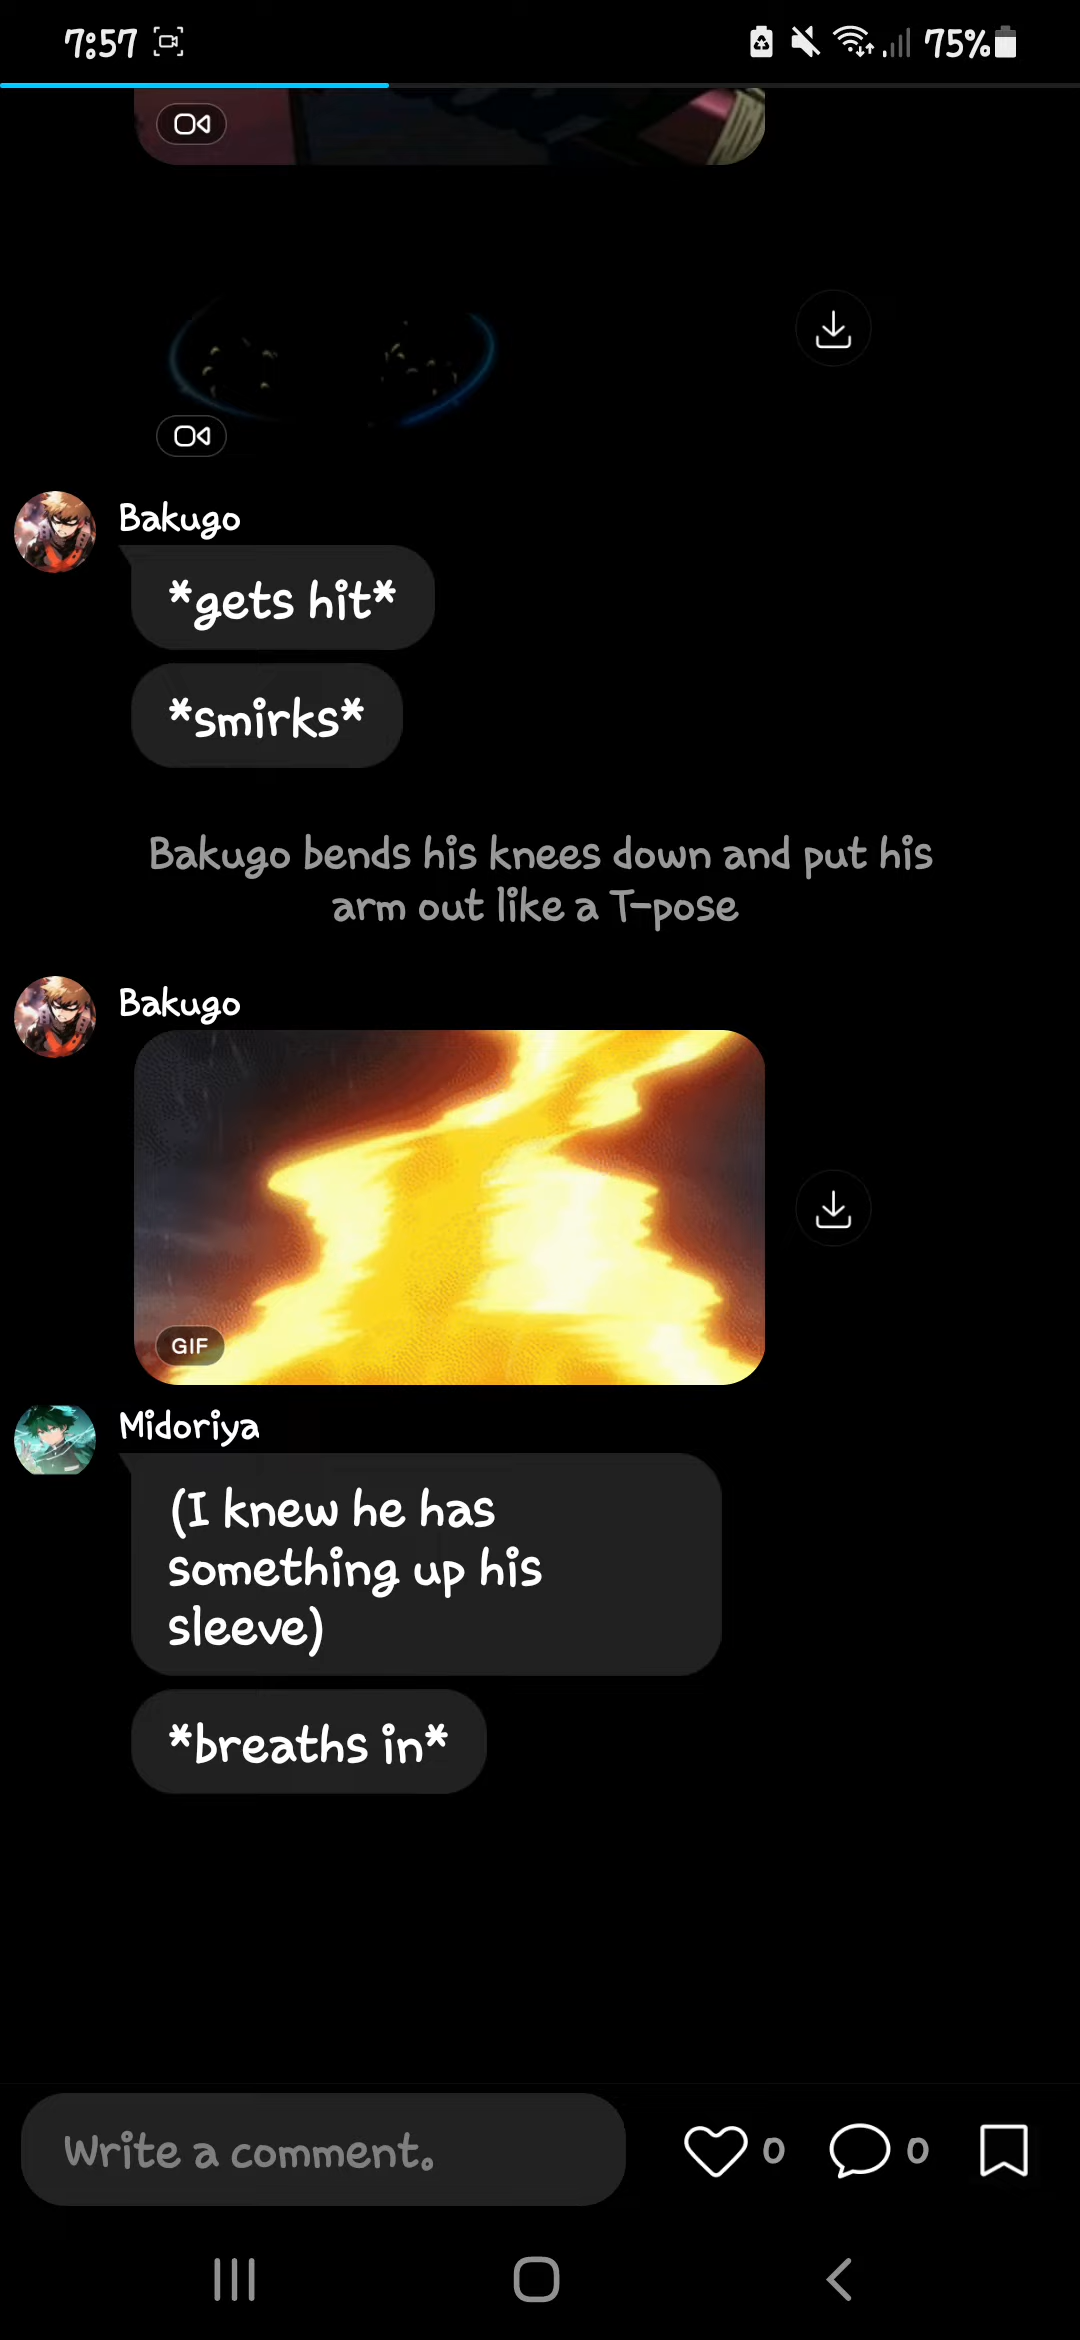 7:57
75%
Bakugo
*gets hit*
*smirks*
Bakugo bends his knees down and put his
arm out like a T-pose
Bakugo
GIF
Midoriya
(I knew he has
something up his
sleeve)
*breaths in*
Write a comment.
0
0